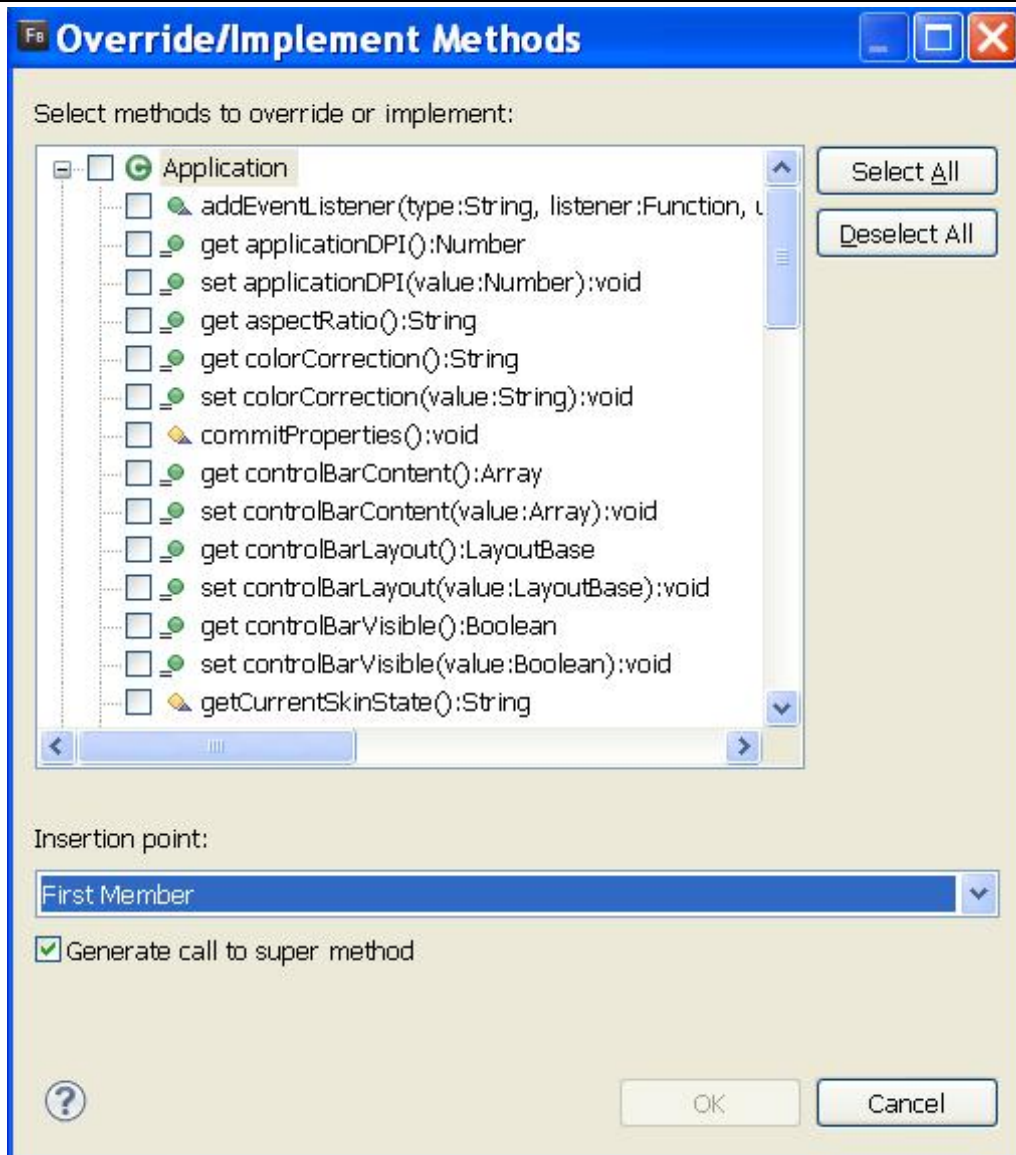 FB Override/Implement Methods
Select methods to override or implement:
Application
addEventListener(type:String, listener:Function, u
get applicationDPI():Number
set applicationDPI(value:Number):void
get aspectRatio():String
get colorCorrection():String
set colorCorrection(value:String):void
commitProperties():void
get controlBarContent():Array
set controlBarContent(value:Array):void
get controlBarLayout():LayoutBase
set controlBarLayout(value:LayoutBase):void
get controlBarVisible():Boolean
set controlBarVisible(value:Boolean):void
getCurrentSkinState():String
Select All
Deselect All
Insertion point:
First Member
Generate call to super method
OK
Cancel